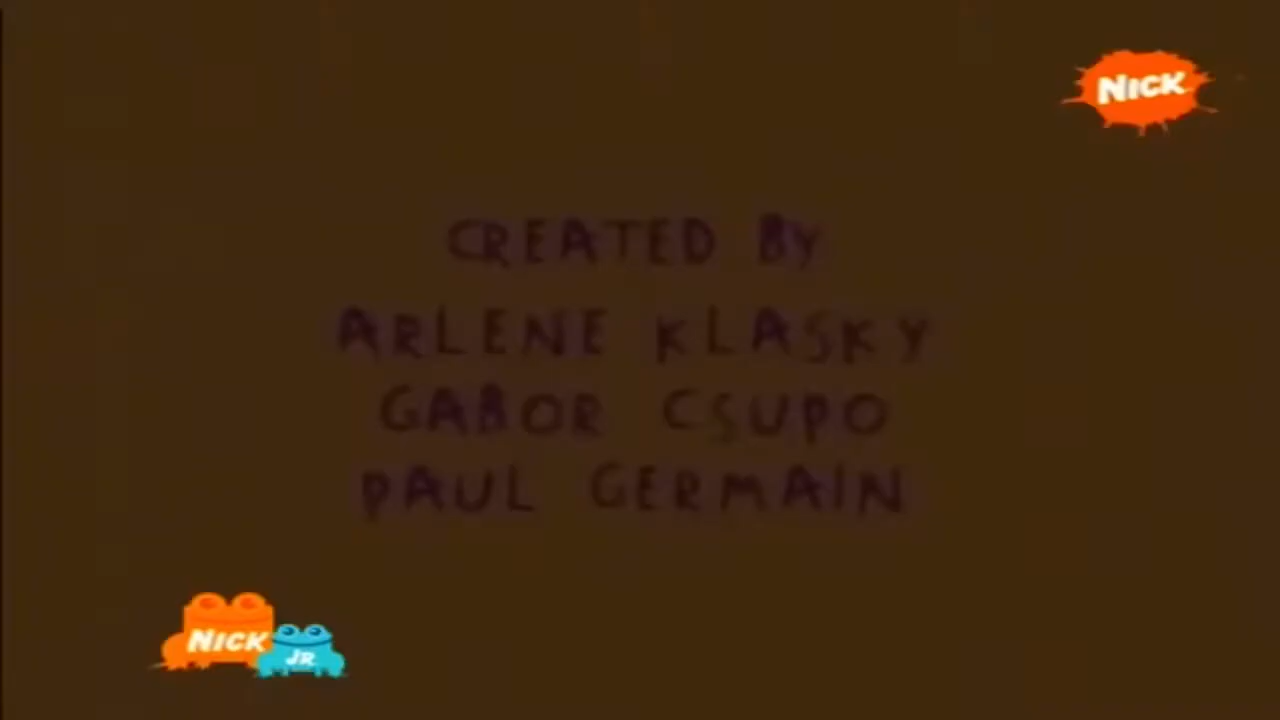 NICK
CREATED BY
ARLENE KLASKY
GABOR CSUPO
PAUL GERMAIN
NICK JR